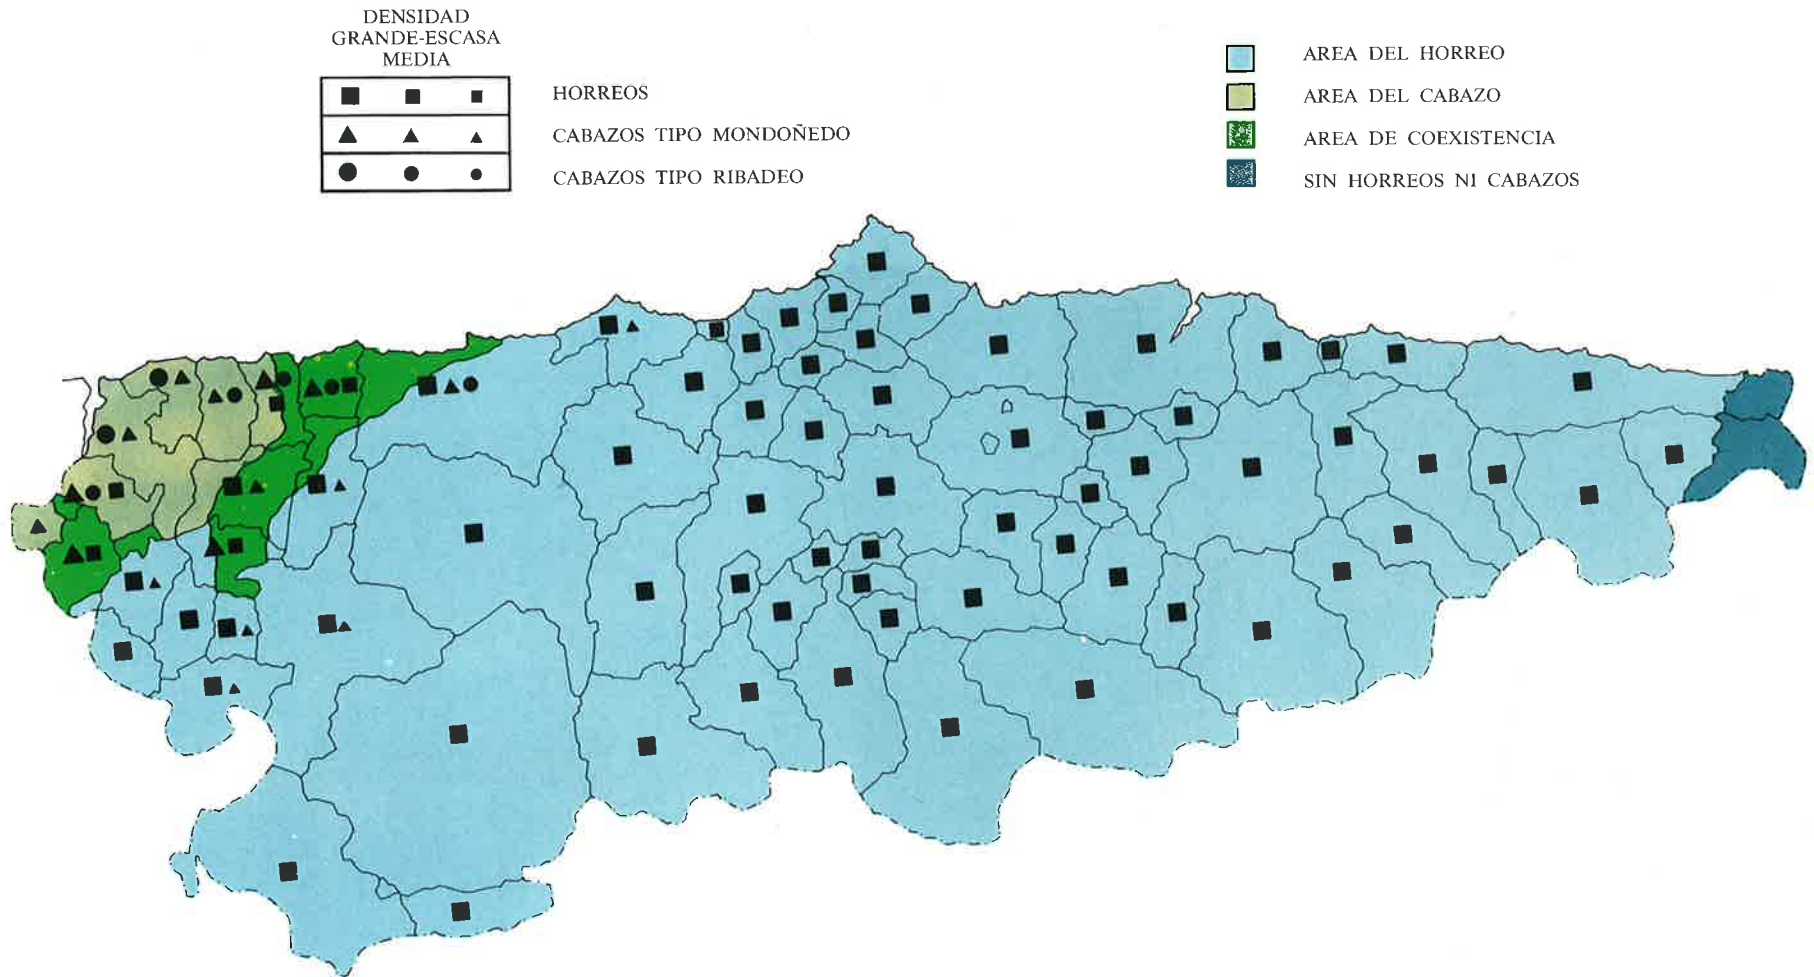 DENSIDAD
GRANDE-ESCASA
MEDIA
HORREOS
CABAZOS TIPO MONDOÑEDO
CABAZOS TIPO RIBADEO
AREA DEL HORREO
AREA DEL CABAZO
AREA DE COEXISTENCIA
SIN HORREOS NI CABAZOS